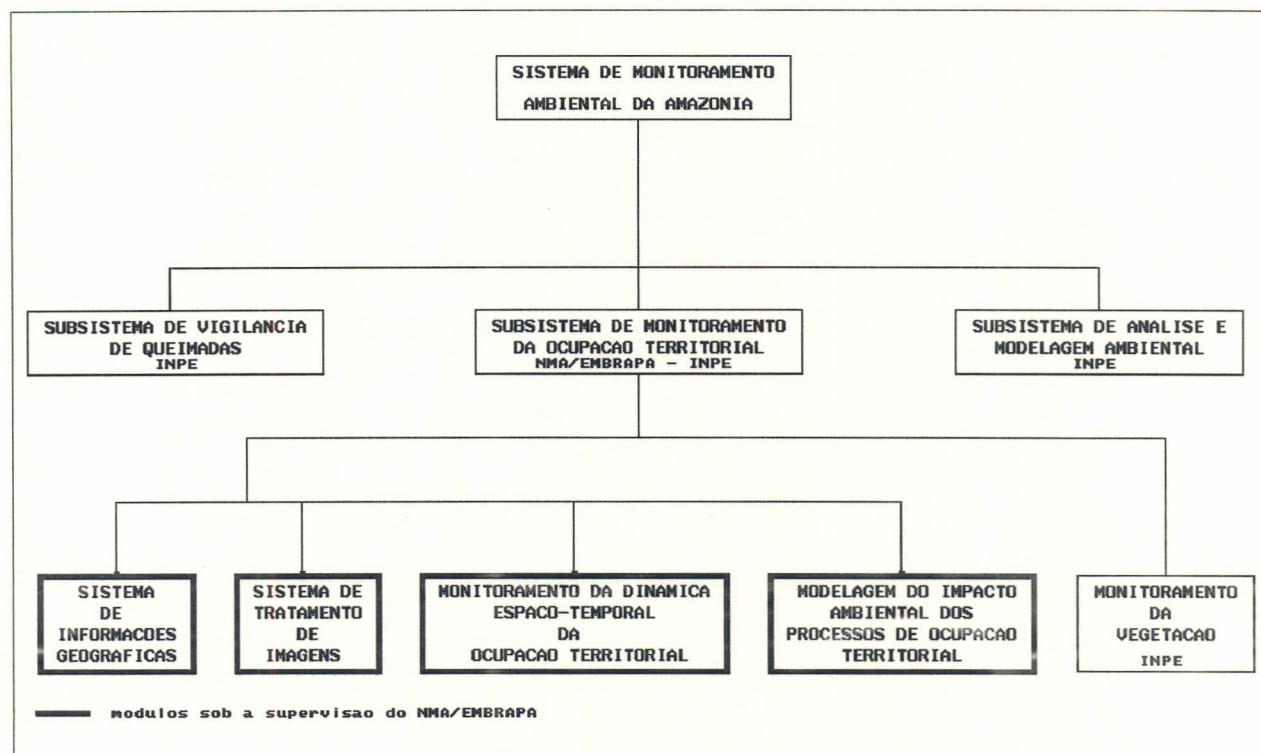 SISTEMA DE MONITORAMENTO
AMBIENTAL DA AMAZONIA
SUBSISTEMA DE VIGILANCIA
DE QUEIMADAS
INPE
SUBSISTEMA DE MONITORAMENTO
DA OCUPACAO TERRITORIAL
NMA/EMBRAPA - INPE
SUBSISTEMA DE ANALISE E
MODELAGEM AMBIENTAL
INPE
SISTEMA
DE
INFORMACOES
GEOGRAFICAS
SISTEMA DE
TRATAMENTO
DE
IMAGENS
MONITORAMENTO DA DINAMICA
ESPACO-TEMPORAL
DA
OCUPACAO TERRITORIAL
MODELAGEM DO IMPACTO
AMBIENTAL DOS
PROCESSOS DE OCUPACAO
TERRITORIAL
MONITORAMENTO
DA
VEGETACAO
INPE
modulos sob a supervisao do NMA/EMBRAPA